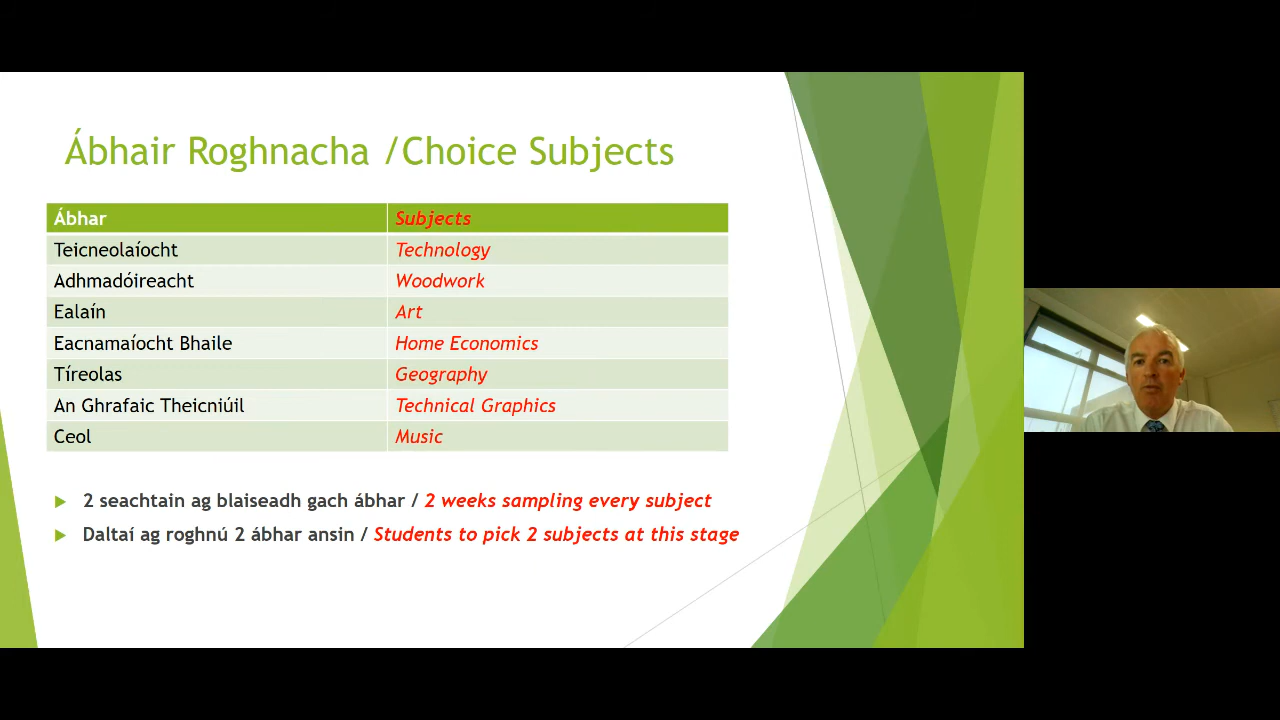 Ábhair Roghnacha /Choice Subjects
Ábhar Subjects
Teicneolaíocht Technology
Adhmadóireacht Woodwork
Ealaín Art
Eacnamaíocht Bhaile Home Economics
Tíreolas Geography
An Ghrafaic Theicniúil Technical Graphics
Ceol Music
2 seachtain ag blaiseadh gach ábhar / 2 weeks sampling every subject
Daltaí ag roghnú 2 ábhar ansin / Students to pick 2 subjects at this stage